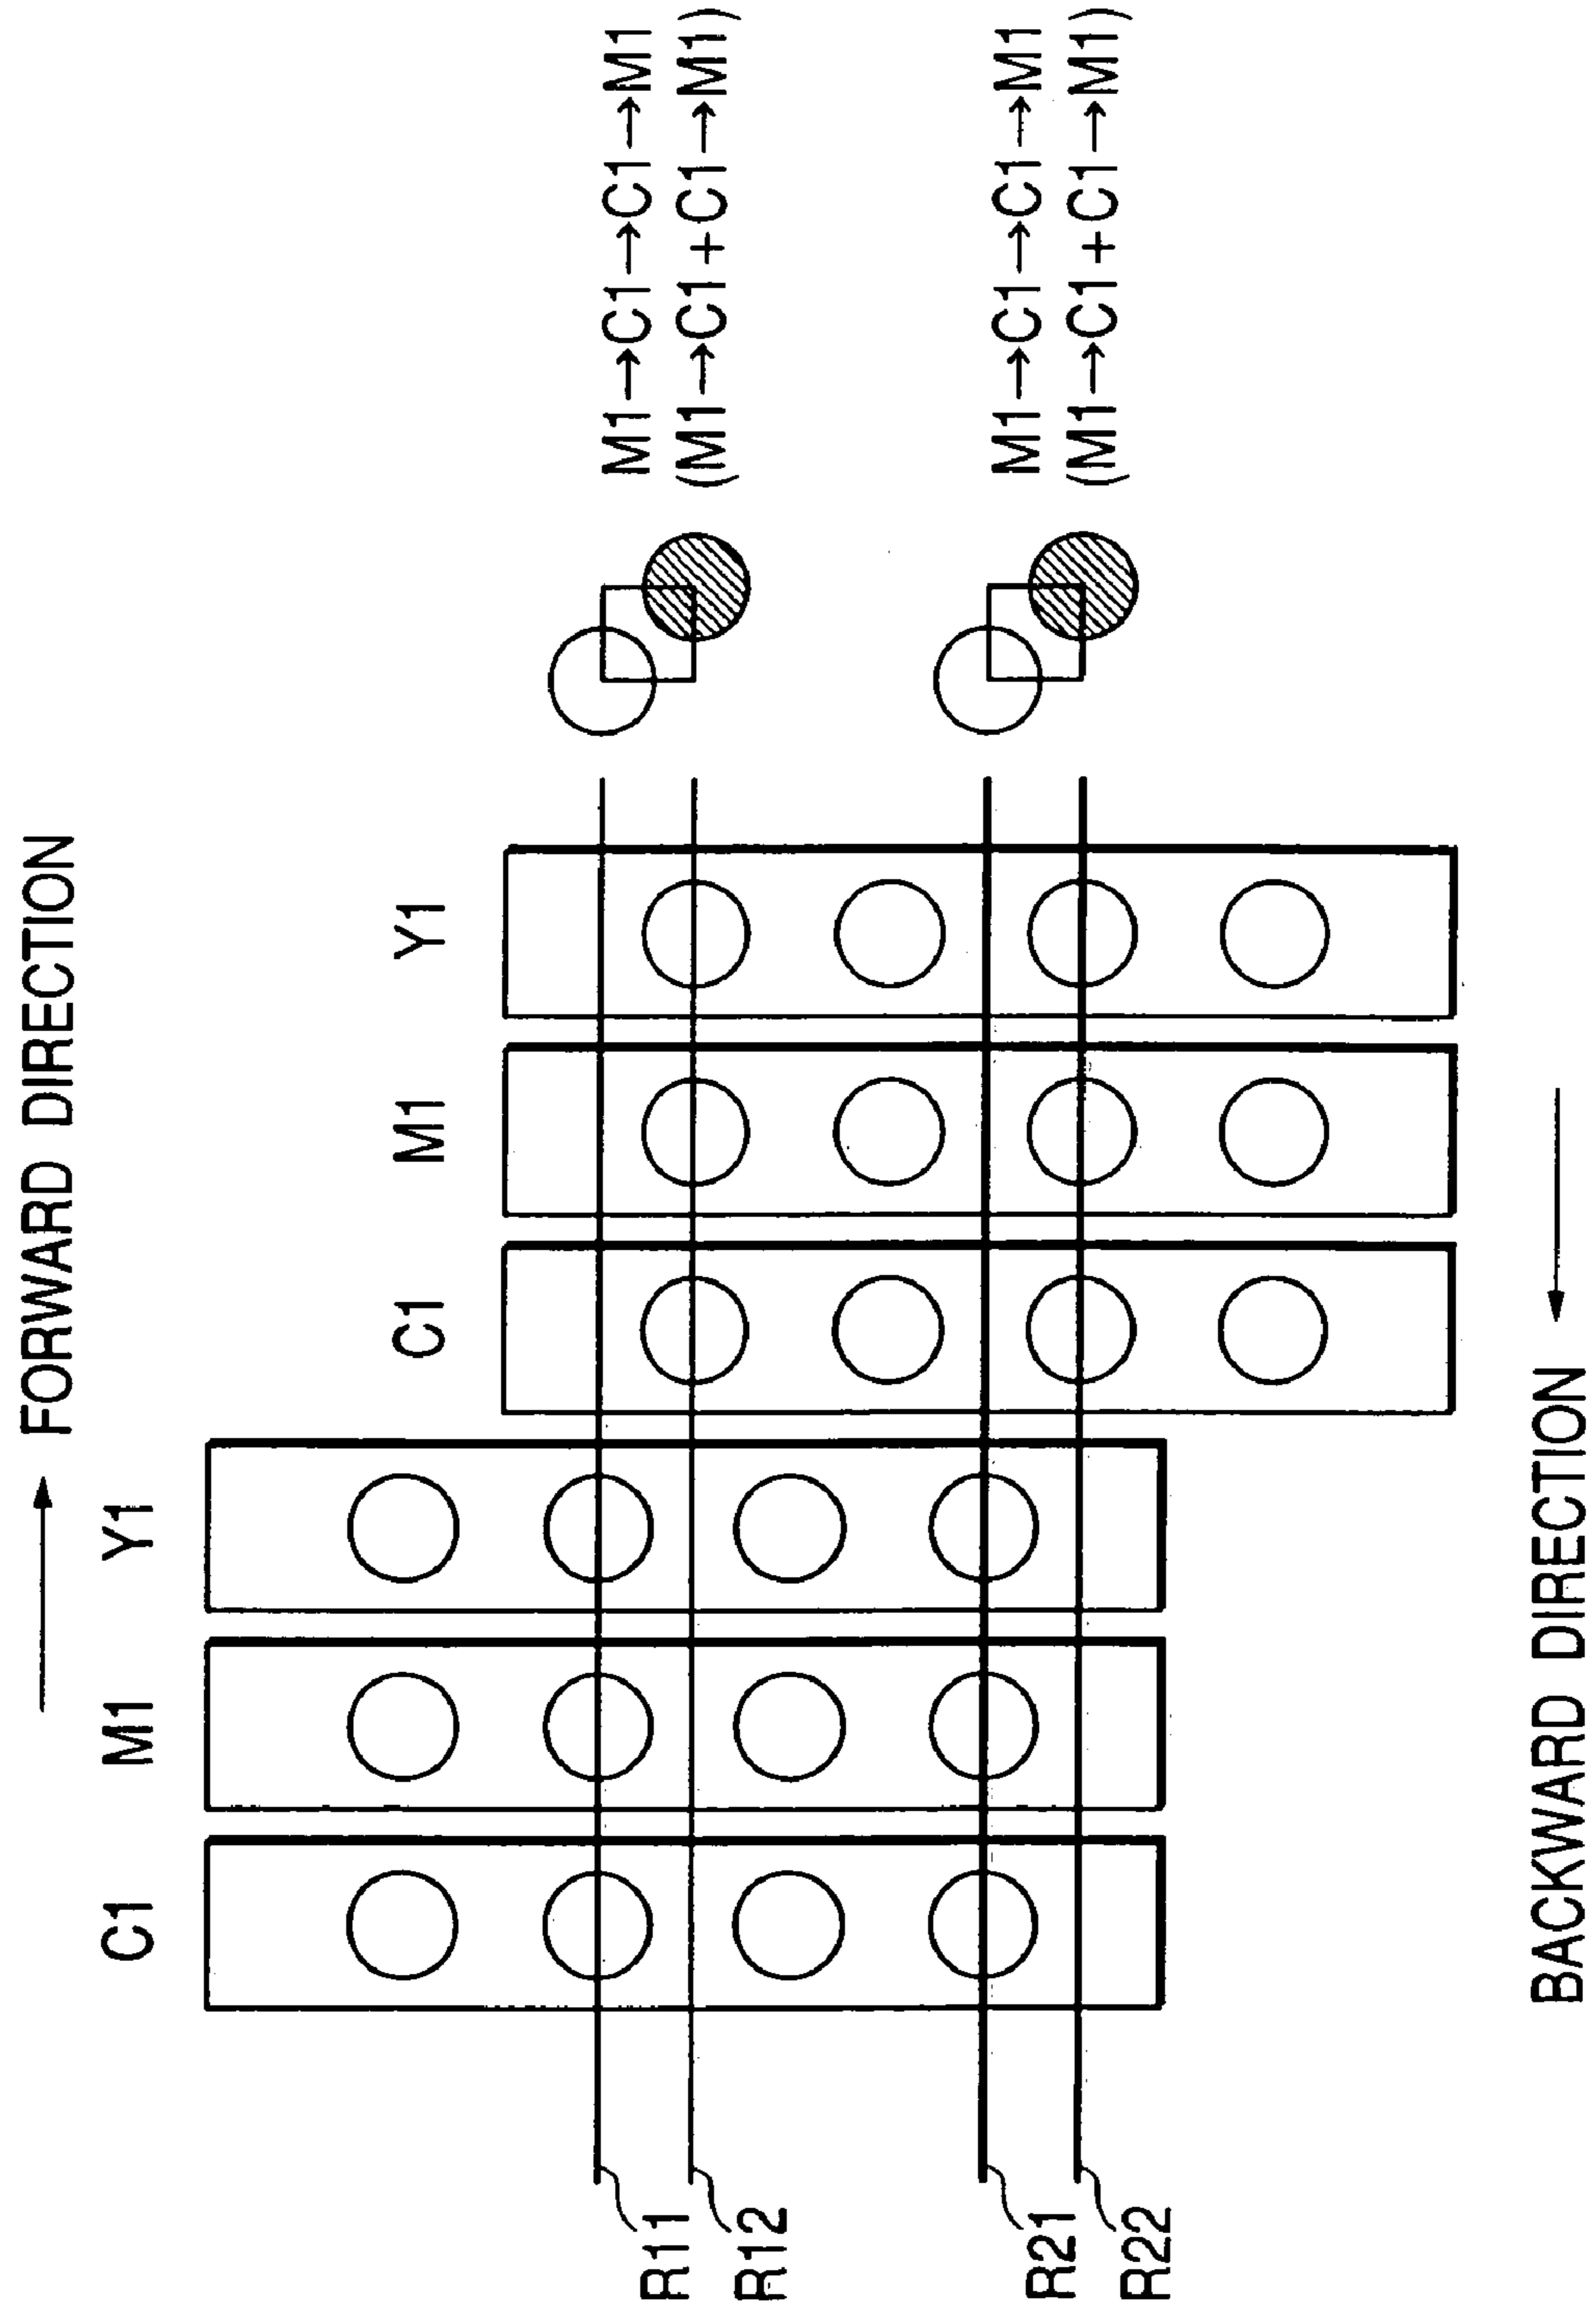 FORWARD DIRECTION
C1 M1 Y1
C1 M1 Y1
R11
R12
R21
R22
M1→C1→C1→M1
(M1→C1+C1→M1)
M1→C1→C1→M1
(M1→C1+C1→M1)
BACKWARD DIRECTION